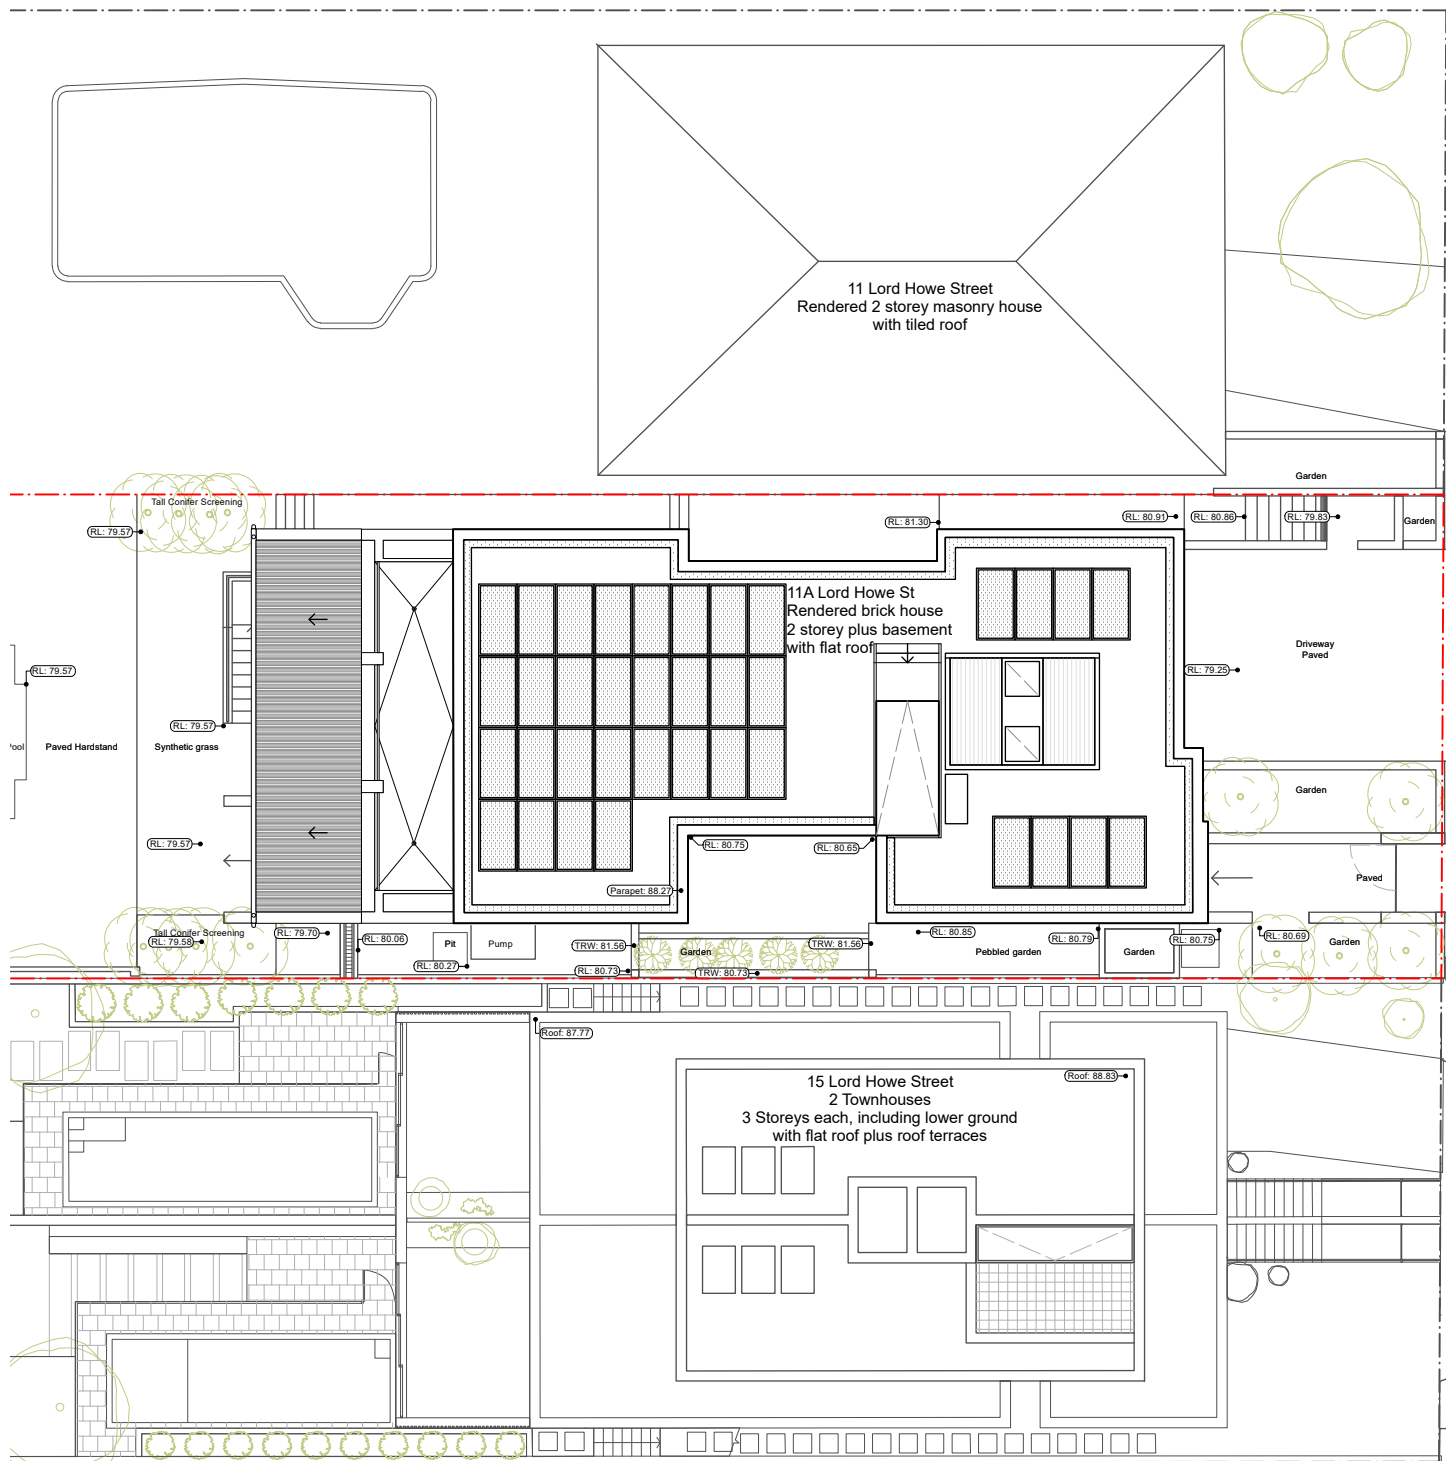 11 Lord Howe Street
Rendered 2 storey masonry house
with tiled roof
Garden
Tall Conifer Screening
RL: 79.57
RL: 81.30
RL: 80.91
RL: 80.86
RL: 79.83
Garden
11A Lord Howe St
Rendered brick house
2 storey plus basement
with flat roof
Driveway
Paved
RL: 79.57
RL: 79.25
RL: 79.57
Paved Hardstand
Synthetic grass
Garden
RL: 79.57
RL: 80.75
RL: 80.65
Parapet: 88.27
Paved
Tall Conifer Screening
RL: 79.58
RL: 79.70
RL: 80.06
Pit
Pump
RL: 80.27
TRW: 81.56
RL: 80.73
Garden
TRW: 80.73
TRW: 81.56
RL: 80.85
Pebbled garden
RL: 80.79
Garden
RL: 80.75
RL: 80.69
Garden
Roof: 87.77
Roof: 88.83
15 Lord Howe Street
2 Townhouses
3 Storeys each, including lower ground
with flat roof plus roof terraces